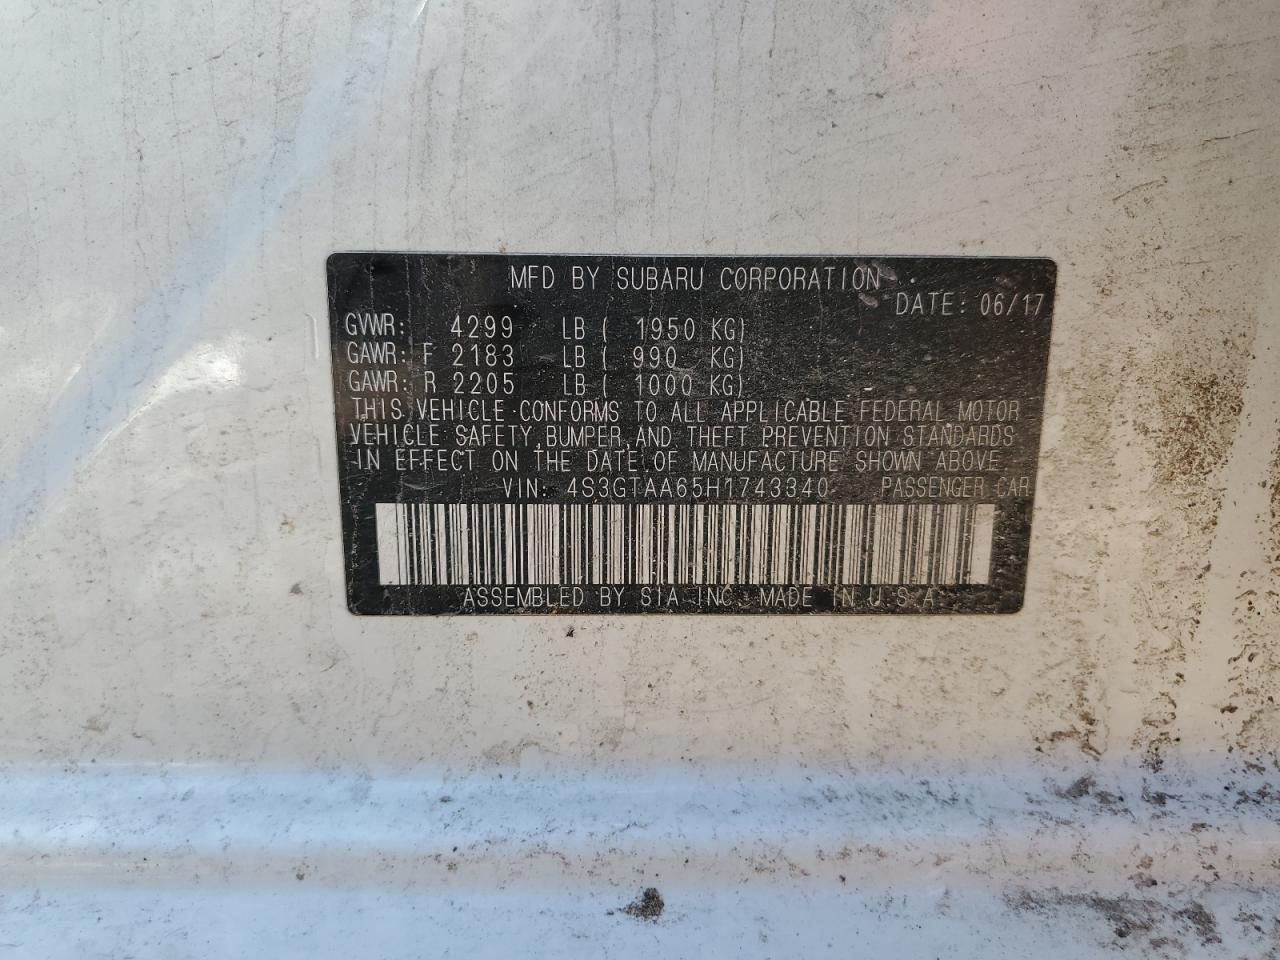 MFD BY SUBARU CORPORATION
DATE: 06/17
GVWR: 4299 LB ( 1950 KG)
GAWR: F 2183 LB ( 990 KG)
GAWR: R 2205 LB ( 1000 KG)
THIS VEHICLE CONFORMS TO ALL APPLICABLE FEDERAL MOTOR
VEHICLE SAFETY, BUMPER, AND THEFT PREVENTION STANDARDS
IN EFFECT ON THE DATE OF MANUFACTURE SHOWN ABOVE.
VIN: 4S3GTAA65H1743340 PASSENGER CAR
ASSEMBLED BY SIA INC. MADE IN U.S.A.